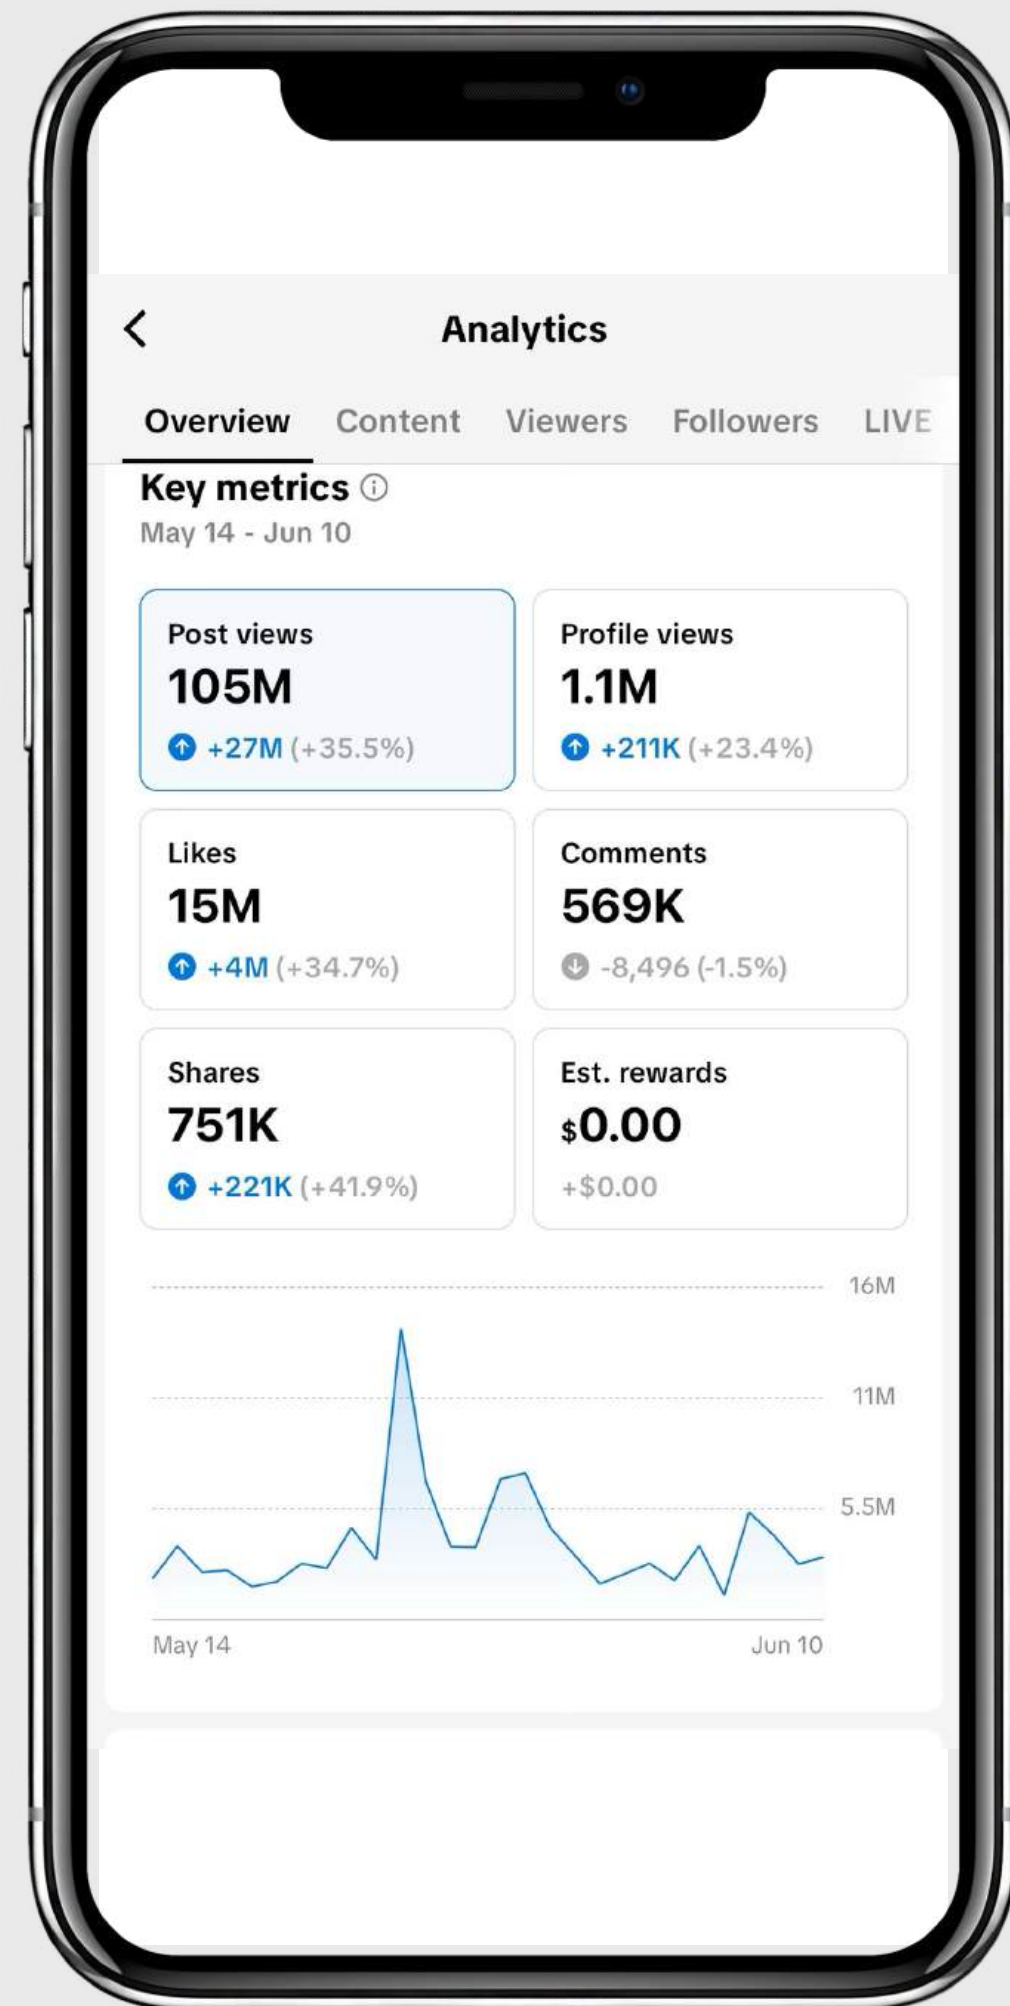 Analytics
Overview Content Viewers Followers LIVE
Key metrics
May 14 - Jun 10
Post views
105M
+27M (+35.5%)
Profile views
1.1M
+211K (+23.4%)
Likes
15M
+4M (+34.7%)
Comments
569K
-8,496 (-1.5%)
Shares
751K
+221K (+41.9%)
Est. rewards
$0.00
+$0.00
16M
11M
5.5M
May 14 Jun 10